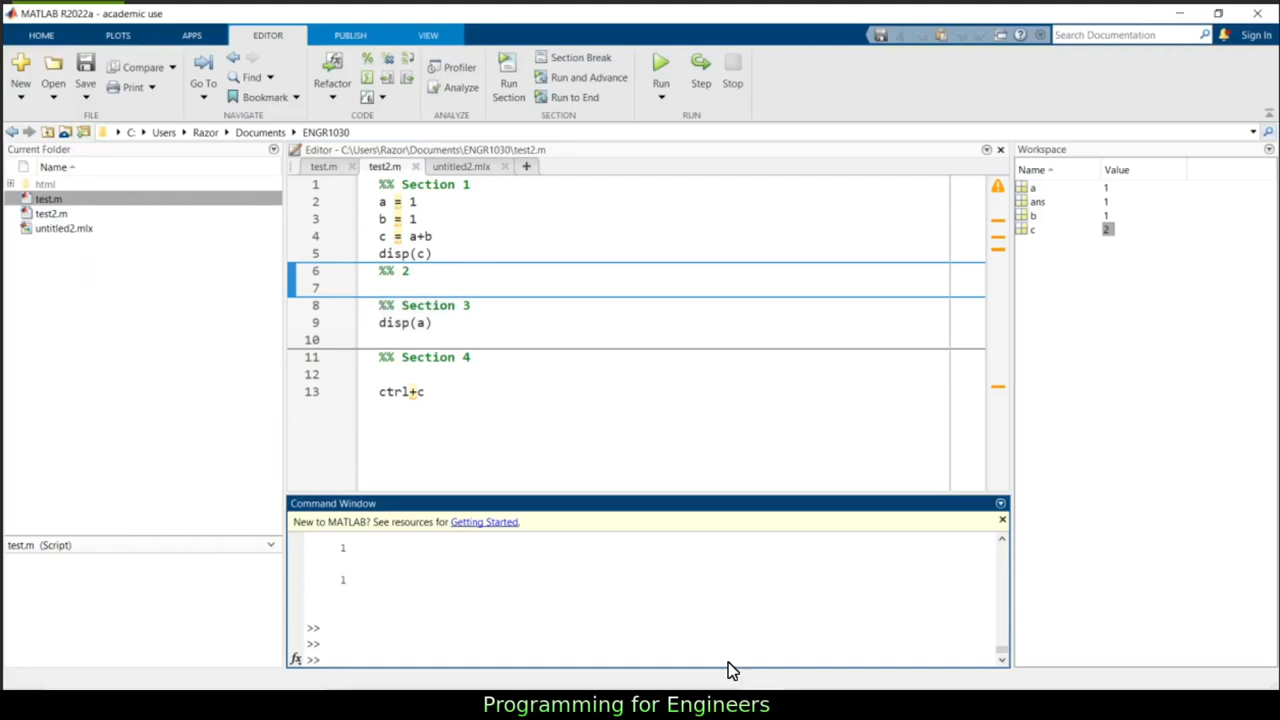 MATLAB R2022a - academic use
HOME PLOTS APPS EDITOR PUBLISH VIEW
Search Documentation
Sign In
New Open Save Compare Print
FILE
Go To Find Bookmark
NAVIGATE
Refactor
CODE
Profiler
Analyze
ANALYZE
Run Section
Section Break
Run and Advance
Run to End
SECTION
Run Step Stop
RUN
C: Users Razor Documents ENGR1030
Current Folder
Name
html
test.m
test2.m
untitled2.mlx
test.m (Script)
Editor - C:\Users\Razor\Documents\ENGR1030\test2.m
test.m test2.m untitled2.mlx +
1 %% Section 1
2 a = 1
3 b = 1
4 c = a+b
5 disp(c)
6 %% 2
7
8 %% Section 3
9 disp(a)
10
11 %% Section 4
12
13 ctrl+c
Command Window
New to MATLAB? See resources for Getting Started.
1
1
>>
>>
fx >>
Workspace
Name Value
a 1
ans 1
b 1
c 2
Programming for Engineers